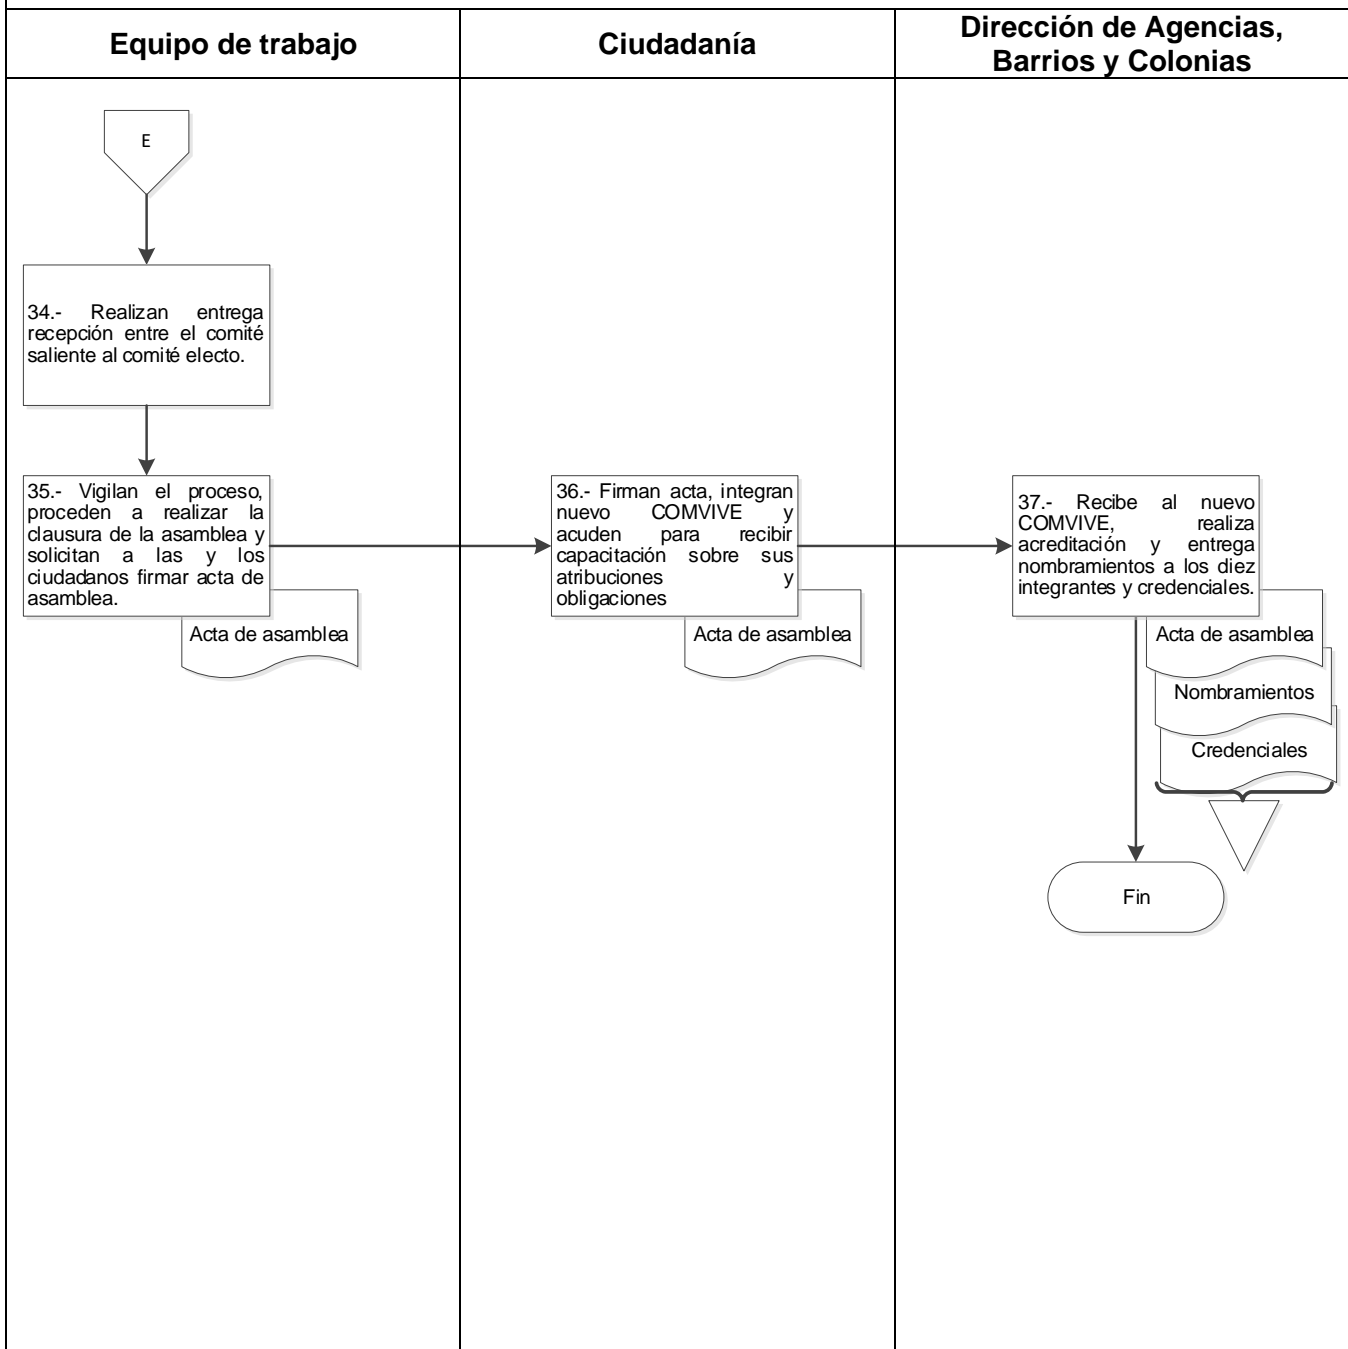 Equipo de trabajo
Ciudadanía
Dirección de Agencias,
Barrios y Colonias
E
34.- Realizan entrega
recepción entre el comité
saliente al comité electo.
35.- Vigilan el proceso,
proceden a realizar la
clausura de la asamblea y
solicitan a las y los
ciudadanos firmar acta de
asamblea.
Acta de asamblea
36.- Firman acta, integran
nuevo COMVIVE y
acuden para recibir
capacitación sobre sus
atribuciones y
obligaciones
Acta de asamblea
37.- Recibe al nuevo
COMVIVE, realiza
acreditación y entrega
nombramientos a los diez
integrantes y credenciales.
Acta de asamblea
Nombramientos
Credenciales
Fin